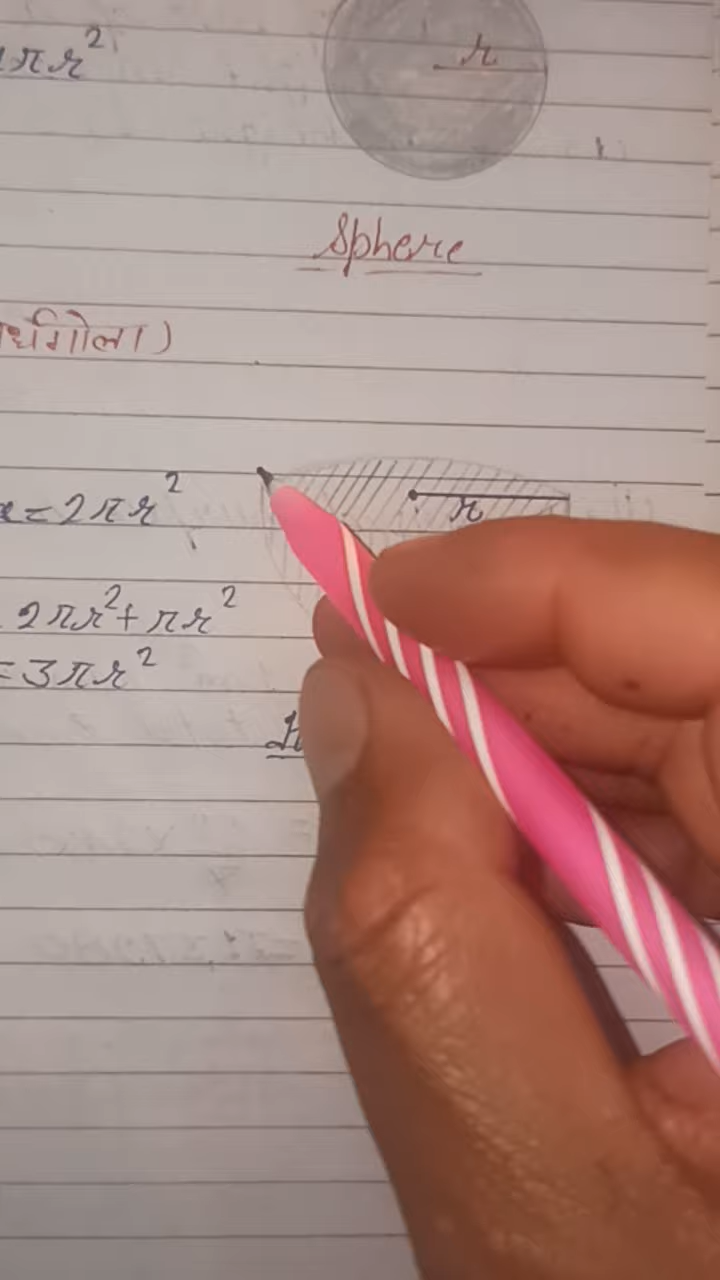 πr²
r
Sphere
र्धगोला)
= 2πr²
r
2πr² + πr²
= 3πr²